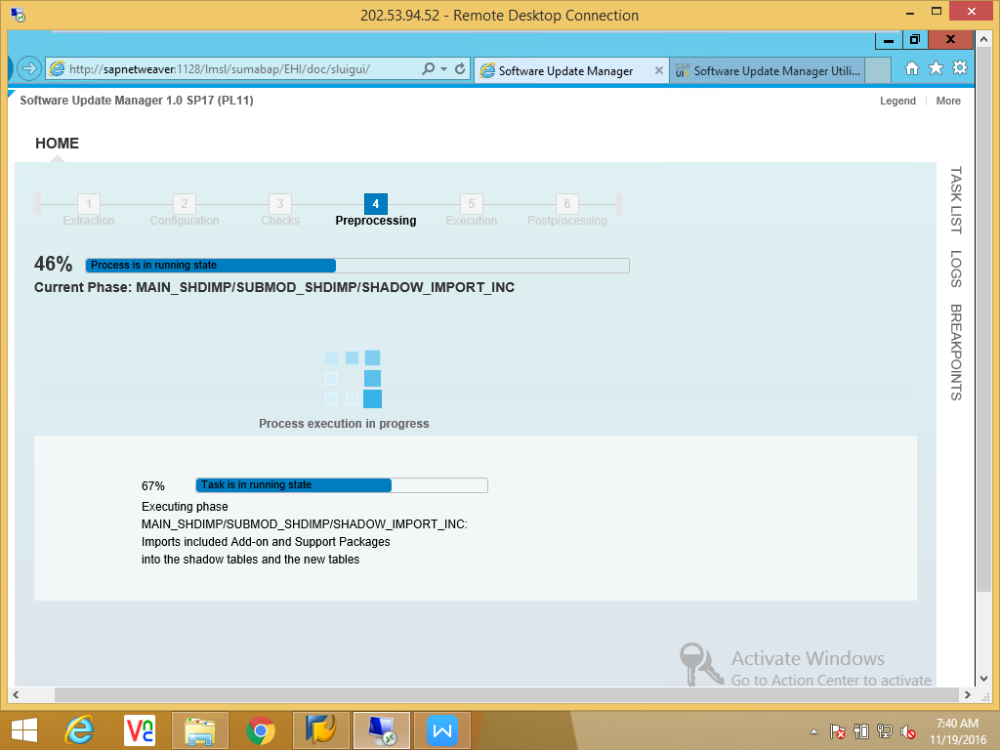 202.53.94.52 - Remote Desktop Connection
http://sapnetweaver:1128/lmsl/sumabap/EHI/doc/sluigui/
Software Update Manager
SAP UI
Software Update Manager Utili...
Software Update Manager 1.0 SP17 (PL11)
Legend
More
HOME
1
2
3
4
5
6
Extraction
Configuration
Checks
Preprocessing
Execution
Postprocessing
46%
Process is in running state
Current Phase: MAIN_SHDIMP/SUBMOD_SHDIMP/SHADOW_IMPORT_INC
Process execution in progress
67%
Task is in running state
Executing phase
MAIN_SHDIMP/SUBMOD_SHDIMP/SHADOW_IMPORT_INC:
Imports included Add-on and Support Packages
into the shadow tables and the new tables
TASK LIST
LOGS
BREAKPOINTS
Activate Windows
Go to Action Center to activate
VNC
W
7:40 AM
11/19/2016